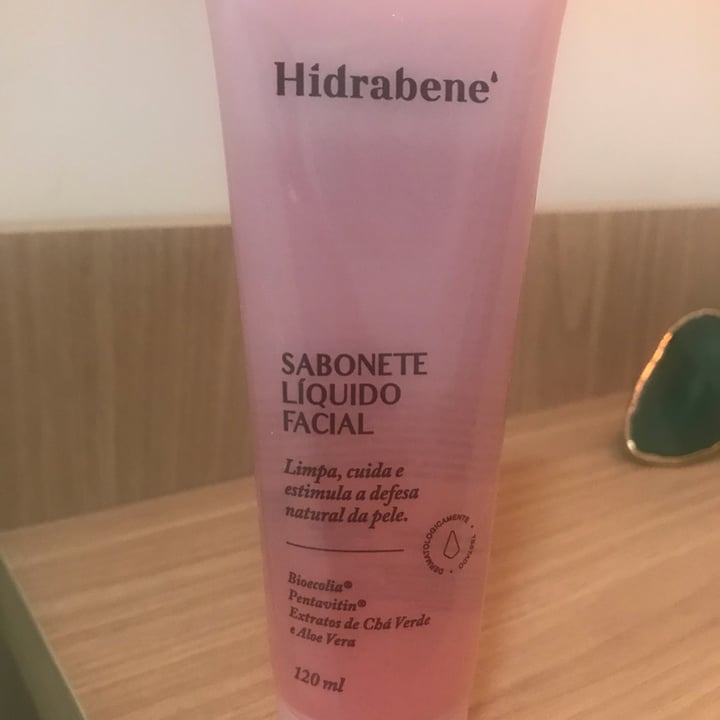 Hidrabene
SABONETE
LÍQUIDO
FACIAL
Limpa, cuida e
estimula a defesa
natural da pele.
DERMATOLOGICAMENTE • TESTADO •
Bioecolia®
Pentavitin®
Extratos de Chá Verde
e Aloe Vera
120 ml